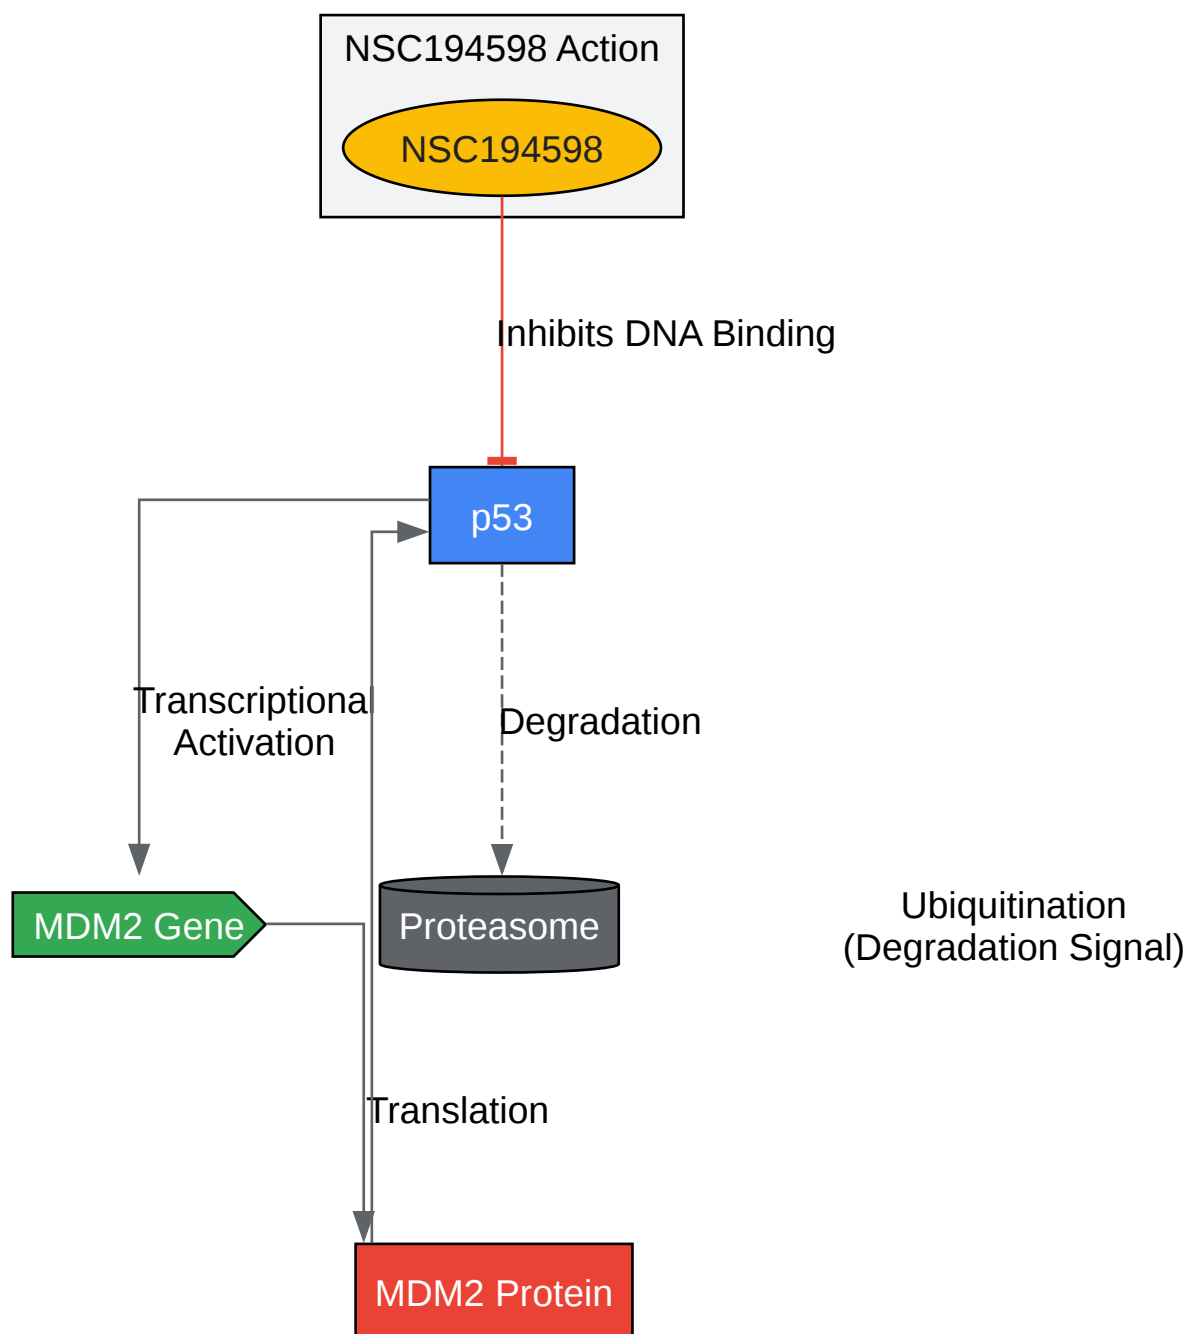 NSC194598 Action
NSC194598
Inhibits DNA Binding
p53
Transcriptional
Activation
Degradation
MDM2 Gene
Proteasome
Ubiquitination
(Degradation Signal)
Translation
MDM2 Protein